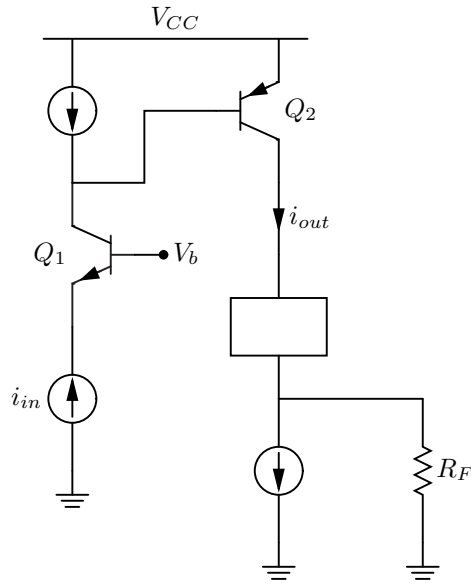 V_{CC}
Q_2
i_{out}
Q_1
V_b
i_{in}
R_F